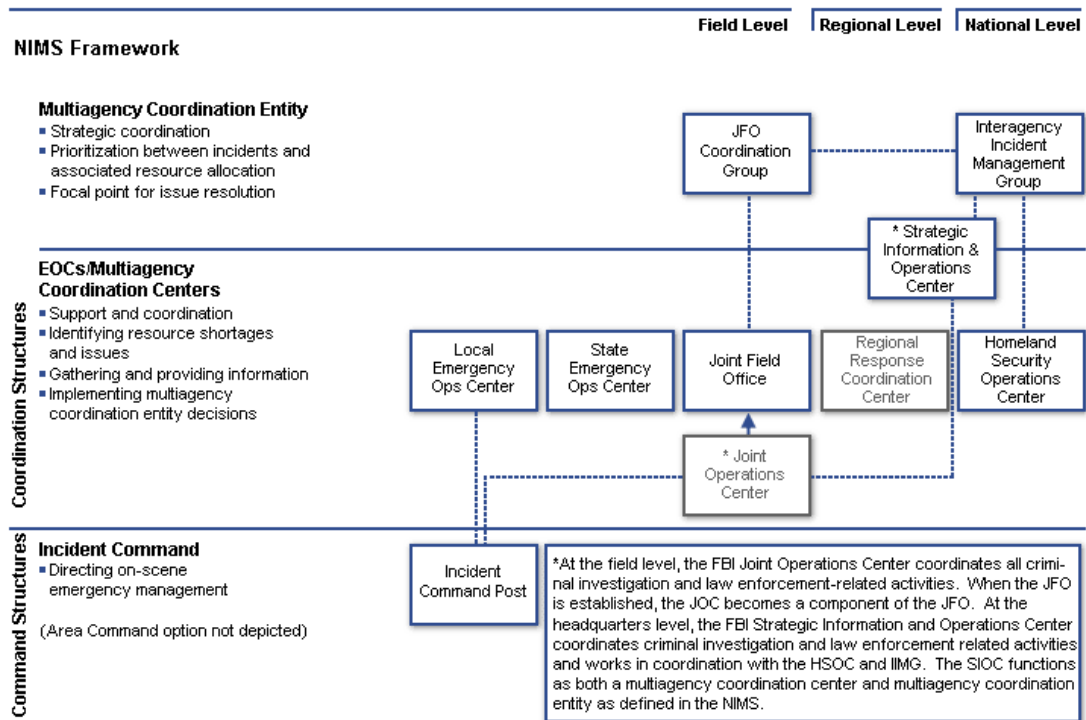 Field Level
Regional Level
National Level
NIMS Framework
Multiagency Coordination Entity
▪ Strategic coordination
▪ Prioritization between incidents and
associated resource allocation
▪ Focal point for issue resolution
JFO
Coordination
Group
Interagency
Incident
Management
Group
* Strategic
Information &
Operations
Center
Coordination Structures
EOCs/Multiagency
Coordination Centers
▪ Support and coordination
▪ Identifying resource shortages
and issues
▪ Gathering and providing information
▪ Implementing multiagency
coordination entity decisions
Local
Emergency
Ops Center
State
Emergency
Ops Center
Joint Field
Office
Regional
Response
Coordination
Center
Homeland
Security
Operations
Center
* Joint
Operations
Center
Command Structures
Incident Command
▪ Directing on-scene
emergency management
(Area Command option not depicted)
Incident
Command Post
*At the field level, the FBI Joint Operations Center coordinates all crimi-
nal investigation and law enforcement-related activities. When the JFO
is established, the JOC becomes a component of the JFO. At the
headquarters level, the FBI Strategic Information and Operations Center
coordinates criminal investigation and law enforcement related activities
and works in coordination with the HSOC and IIMG. The SIOC functions
as both a multiagency coordination center and multiagency coordination
entity as defined in the NIMS.